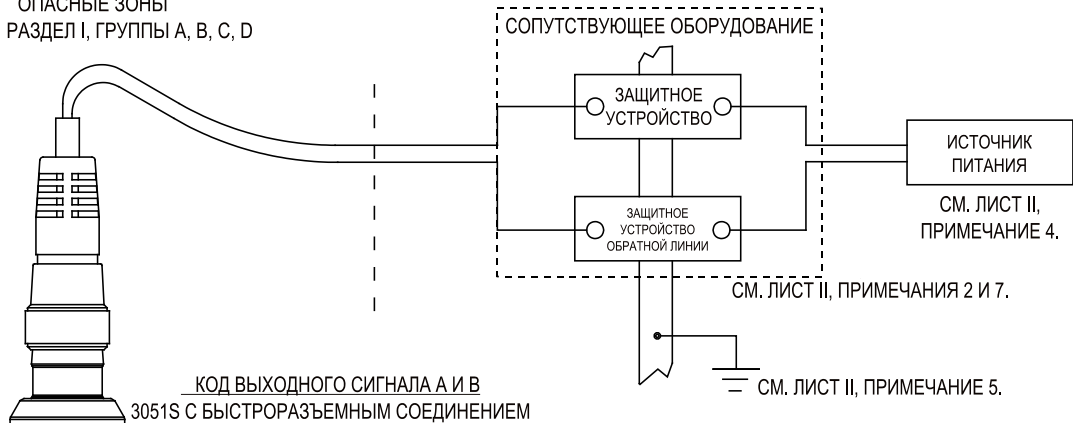 ОПАСНЫЕ ЗОНЫ
РАЗДЕЛ I, ГРУППЫ A, B, C, D
СОПУТСТВУЮЩЕЕ ОБОРУДОВАНИЕ
ЗАЩИТНОЕ
УСТРОЙСТВО
ИСТОЧНИК
ПИТАНИЯ
ЗАЩИТНОЕ
УСТРОЙСТВО
ОБРАТНОЙ ЛИНИИ
СМ. ЛИСТ II,
ПРИМЕЧАНИЕ 4.
СМ. ЛИСТ II, ПРИМЕЧАНИЯ 2 И 7.
КОД ВЫХОДНОГО СИГНАЛА A И B
3051S С БЫСТРОРАЗЪЕМНЫМ СОЕДИНЕНИЕМ
СМ. ЛИСТ II, ПРИМЕЧАНИЕ 5.